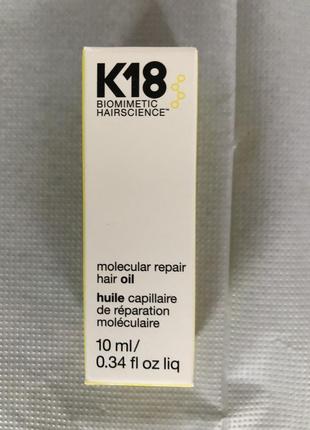 K18
BIOMIMETIC
HAIRSCIENCE™
molecular repair
hair oil
huile capillaire
de réparation
moléculaire
10 ml/
0.34 fl oz liq